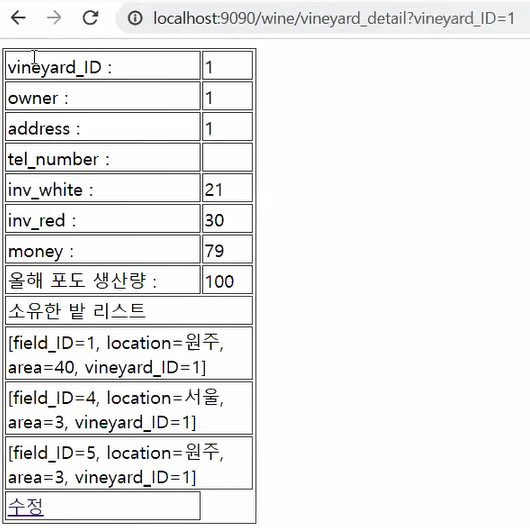 localhost:9090/wine/vineyard_detail?vineyard_ID=1
vineyard_ID : 1
owner : 1
address : 1
tel_number :
inv_white : 21
inv_red : 30
money : 79
올해 포도 생산량 : 100
소유한 밭 리스트
[field_ID=1, location=원주,
area=40, vineyard_ID=1]
[field_ID=4, location=서울,
area=3, vineyard_ID=1]
[field_ID=5, location=원주,
area=3, vineyard_ID=1]
수정